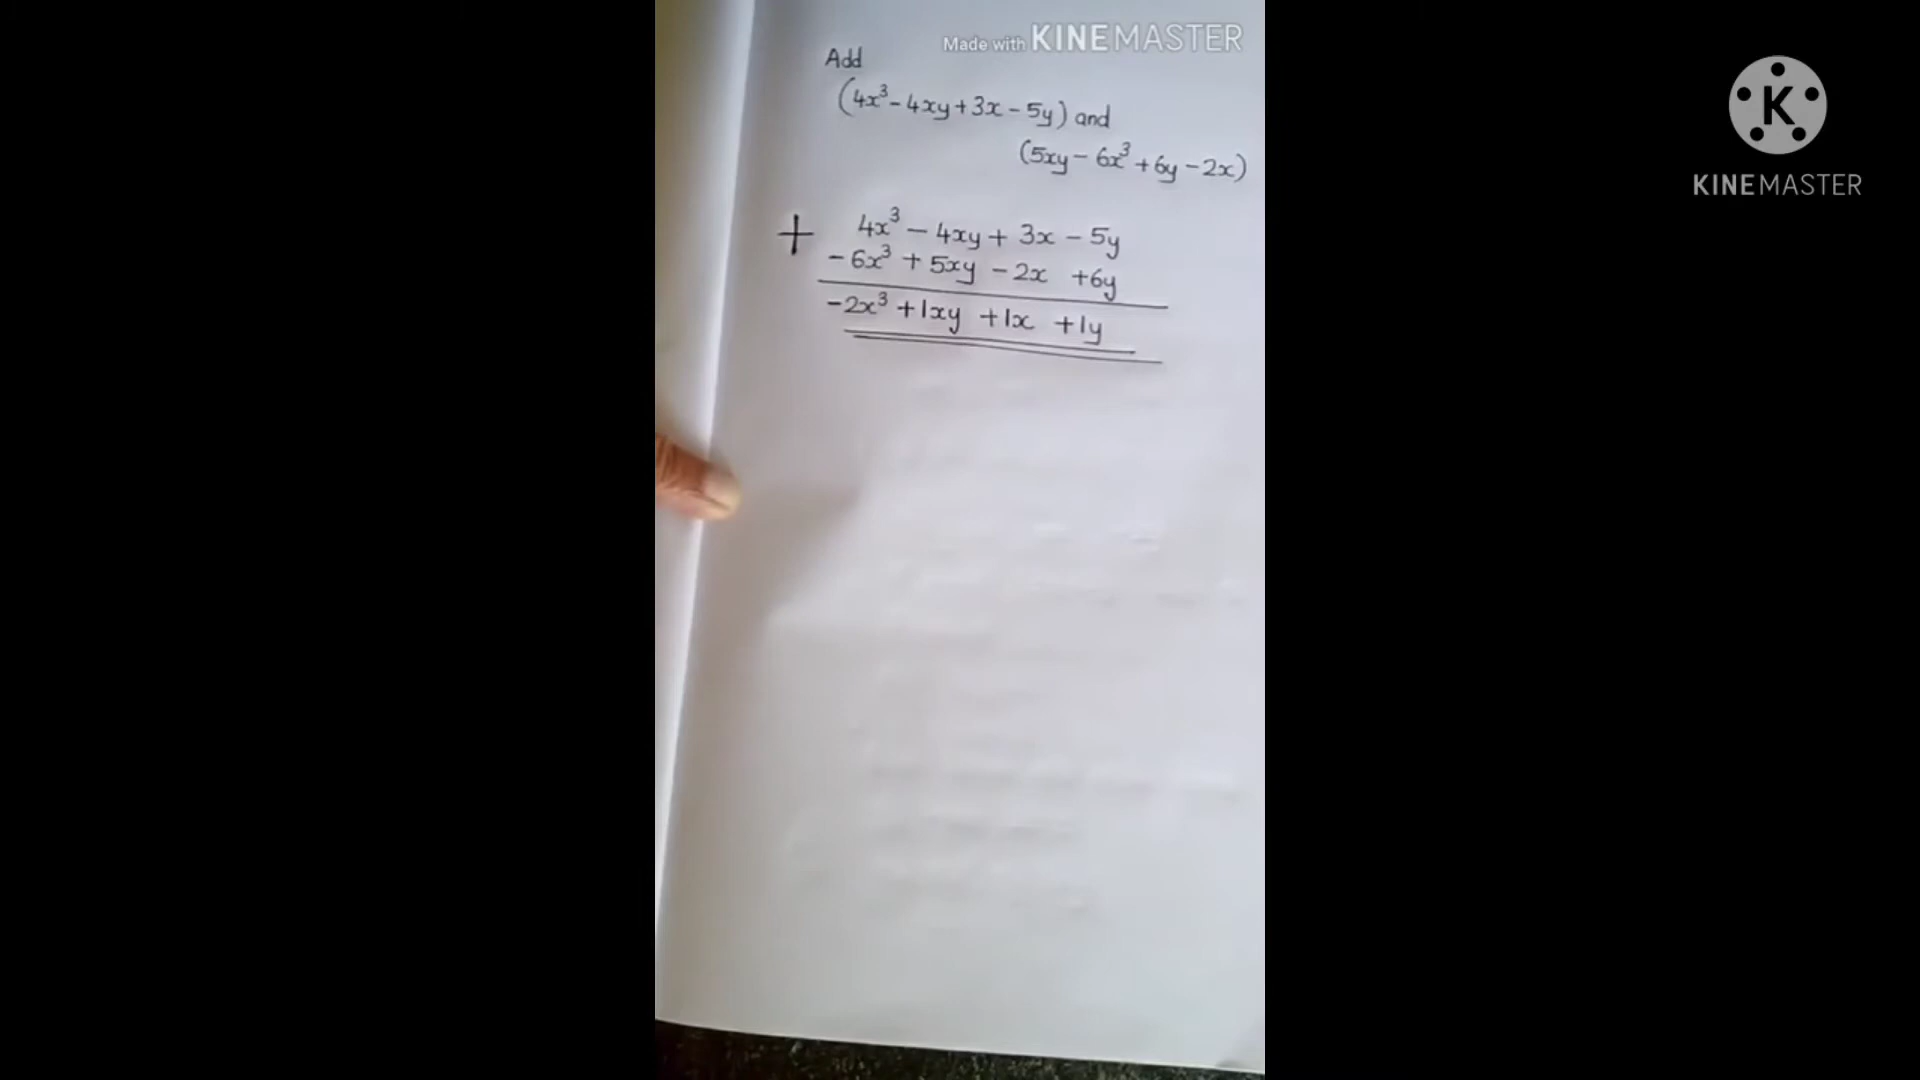 Made with KINEMASTER
Add
(4x³ - 4xy + 3x - 5y) and
(5xy - 6x³ + 6y - 2x)
+ 4x³ - 4xy + 3x - 5y
- 6x³ + 5xy - 2x + 6y
-2x³ + 1xy + 1x + 1y
K
KINEMASTER